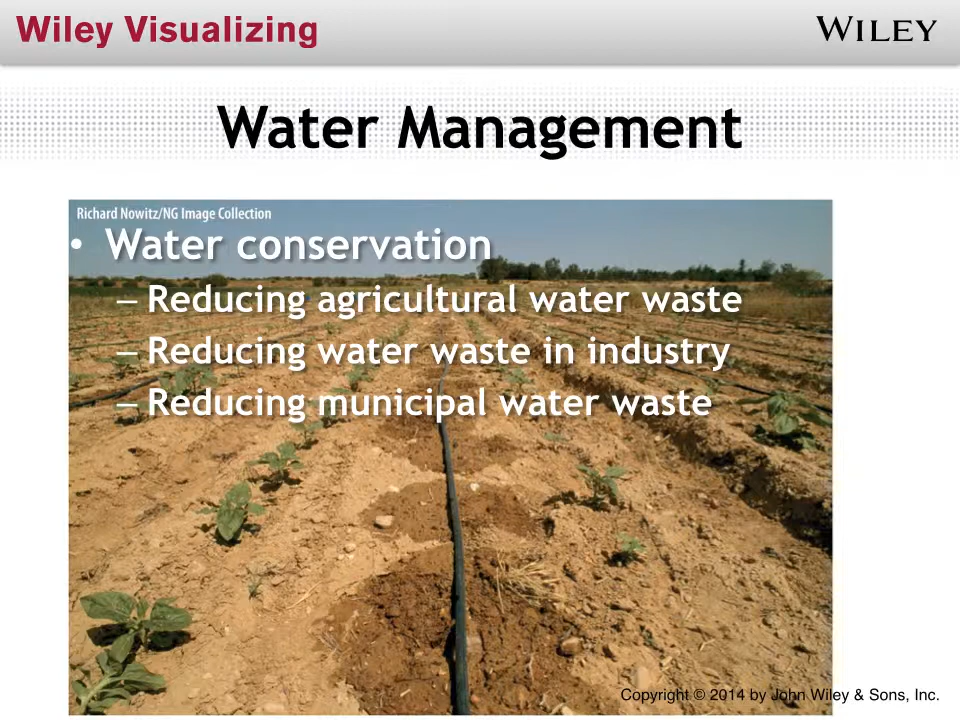 Wiley Visualizing
WILEY
Water Management
Richard Nowitz/NG Image Collection
• Water conservation
– Reducing agricultural water waste
– Reducing water waste in industry
– Reducing municipal water waste
Copyright © 2014 by John Wiley & Sons, Inc.